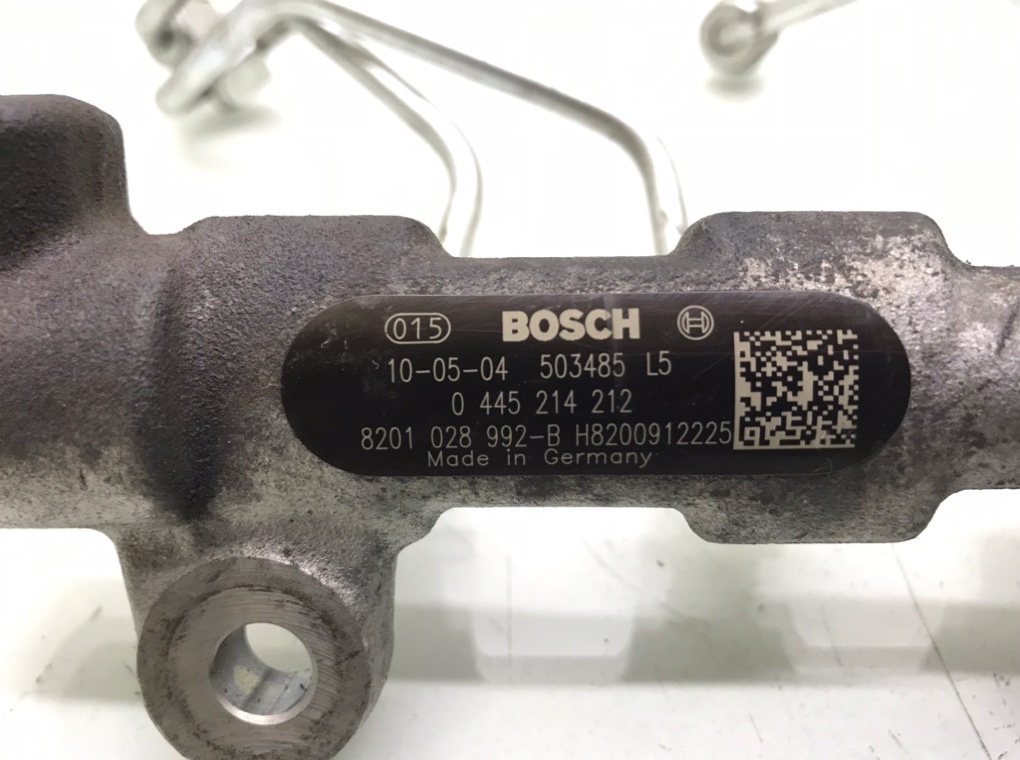 015 BOSCH
10-05-04 503485 L5
0 445 214 212
8201 028 992-B H8200912225
Made in Germany